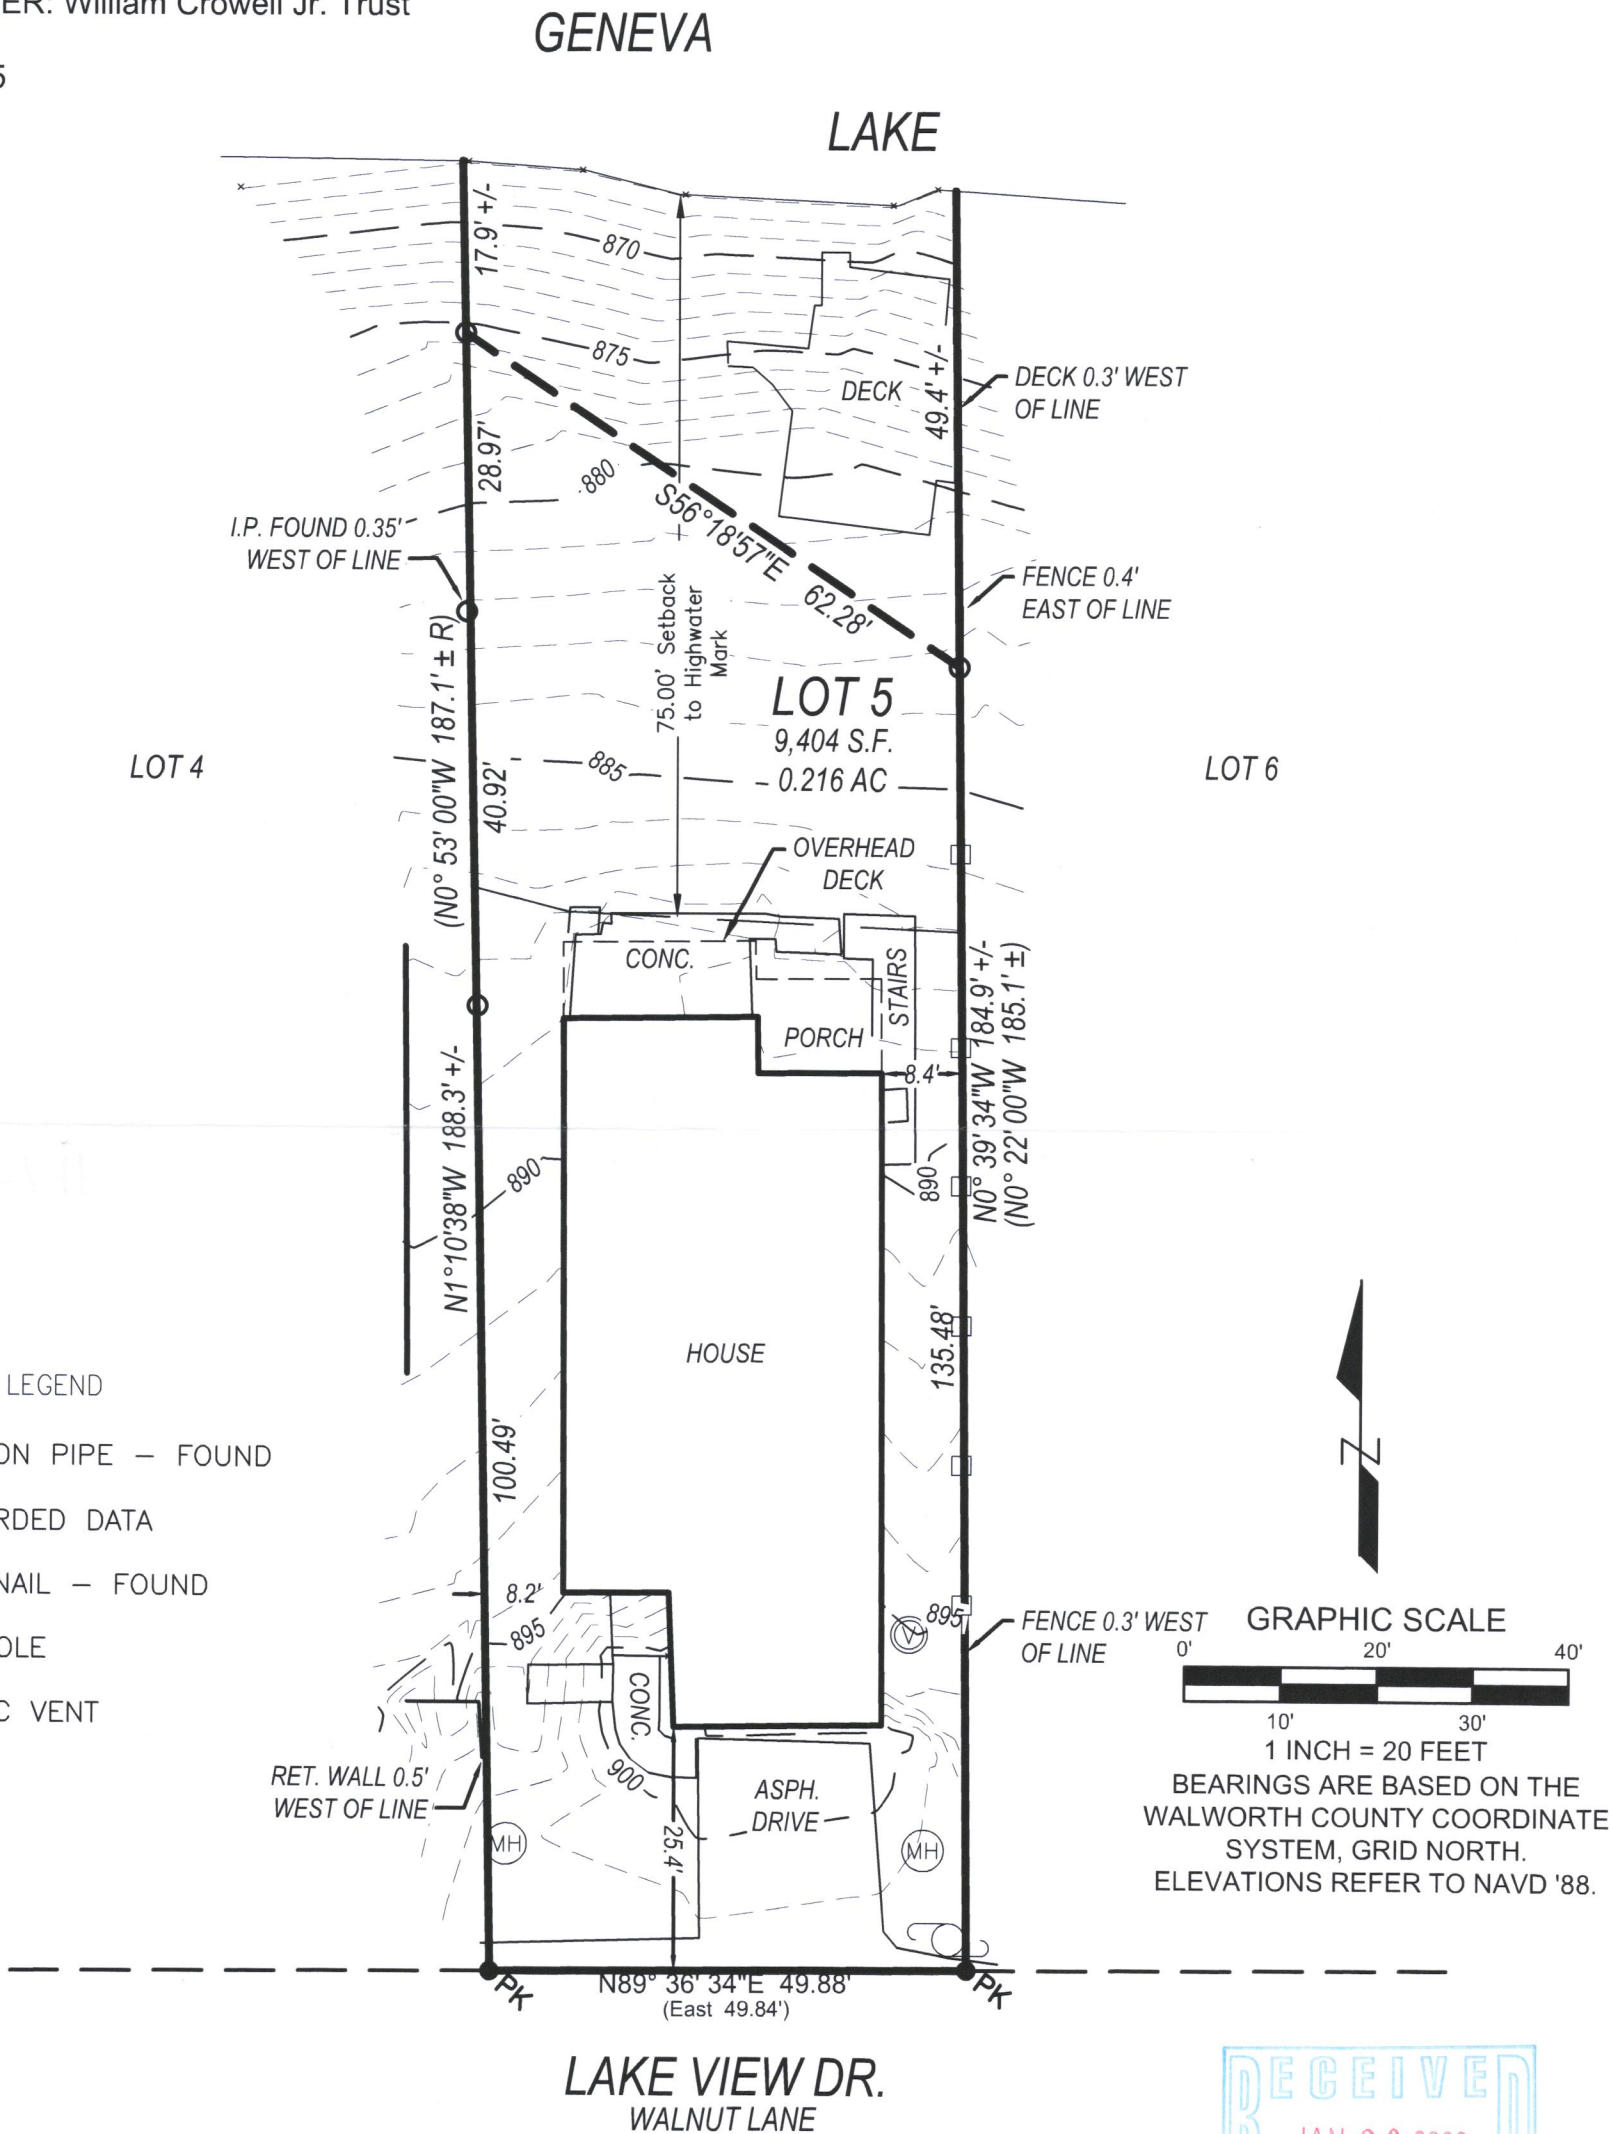 ER: William Crowell Jr. Trust
5
GENEVA
LAKE
17.9' +/-
870
875
DECK
49.4' +/-
DECK 0.3' WEST
OF LINE
28.97'
880
S56°18'57"E 62.28'
I.P. FOUND 0.35'
WEST OF LINE
FENCE 0.4'
EAST OF LINE
75.00' Setback
to Highwater
Mark
(N0° 53' 00"W 187.1' ± R)
LOT 5
9,404 S.F.
0.216 AC
LOT 4
LOT 6
40.92'
885
OVERHEAD
DECK
CONC.
STAIRS
PORCH
8.4'
N0° 39' 34"W 184.9' +/-
(N0° 22' 00"W 185.1' ±)
N1°10'38"W 188.3' +/-
890
890
HOUSE
135.48'
100.49'
LEGEND
ON PIPE – FOUND
RDED DATA
NAIL – FOUND
OLE
C VENT
8.2'
895
895
V
FENCE 0.3' WEST
OF LINE
CONC.
900
RET. WALL 0.5'
WEST OF LINE
ASPH.
DRIVE
25.4'
MH
MH
N
GRAPHIC SCALE
0' 20' 40'
10' 30'
1 INCH = 20 FEET
BEARINGS ARE BASED ON THE
WALWORTH COUNTY COORDINATE
SYSTEM, GRID NORTH.
ELEVATIONS REFER TO NAVD '88.
PK
N89° 36' 34"E 49.88'
(East 49.84')
PK
LAKE VIEW DR.
WALNUT LANE
RECEIVED